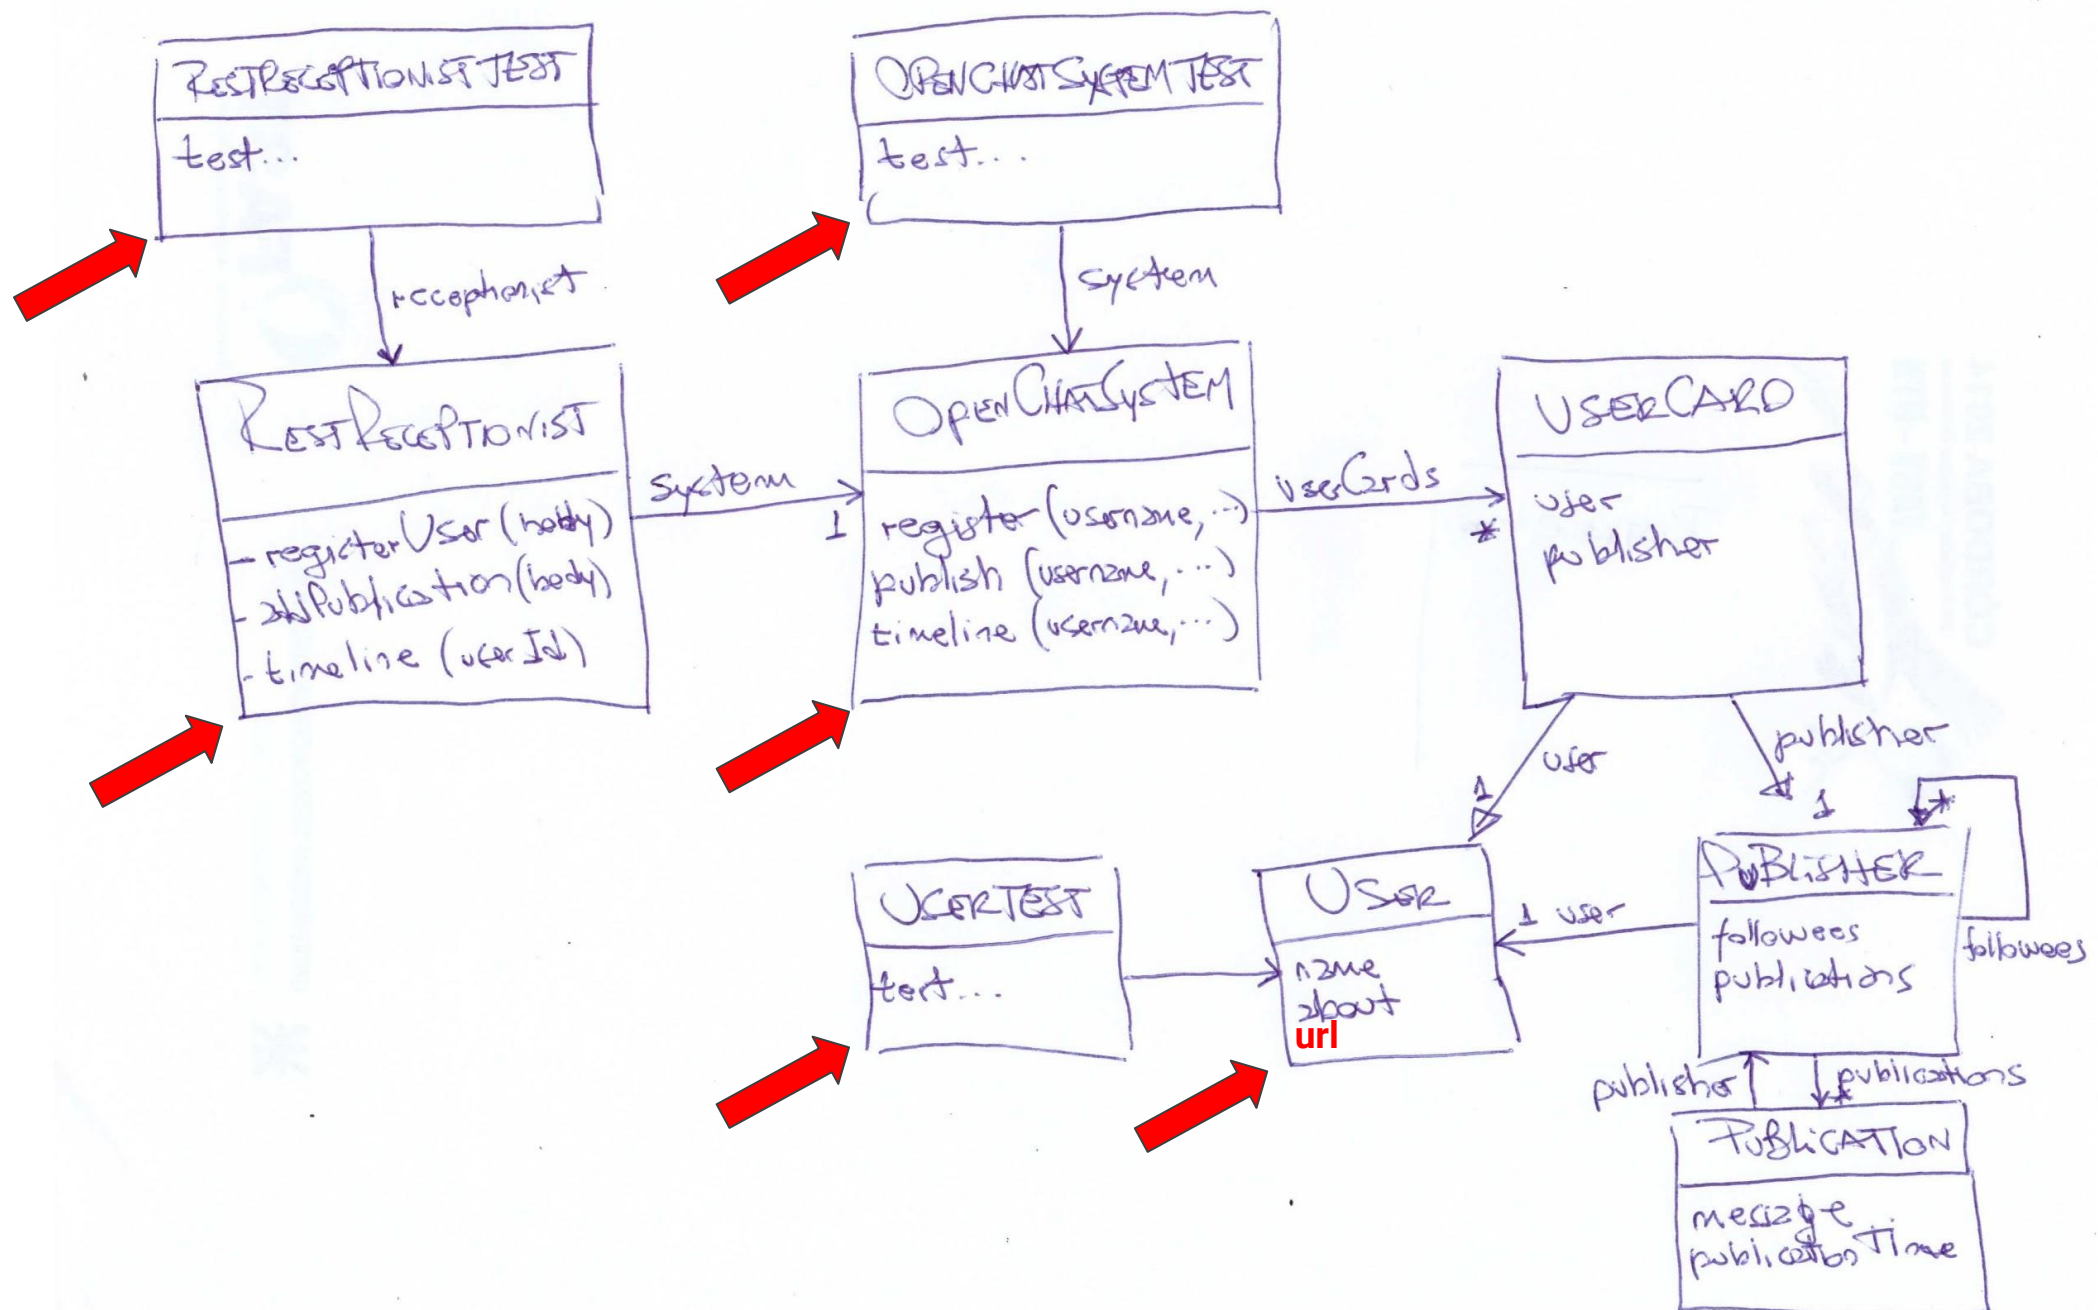 RESTRECEPTIONISTTEST
test...
OPENCHATSYSTEMTEST
test...
receptionist
system
RESTRECEPTIONIST
- registerUser (body)
- addPublication (body)
- timeline (userId)
system
1
OPENCHATSYSTEM
register (username, ...)
publish (username, ...)
timeline (username, ...)
userCards
*
USERCARD
user
publisher
user
1
publisher
1
*
USERTEST
test...
USER
name
about
url
1 user
PUBLISHER
followees
publications
followees
publisher
publications
*
PUBLICATION
message
publicationTime